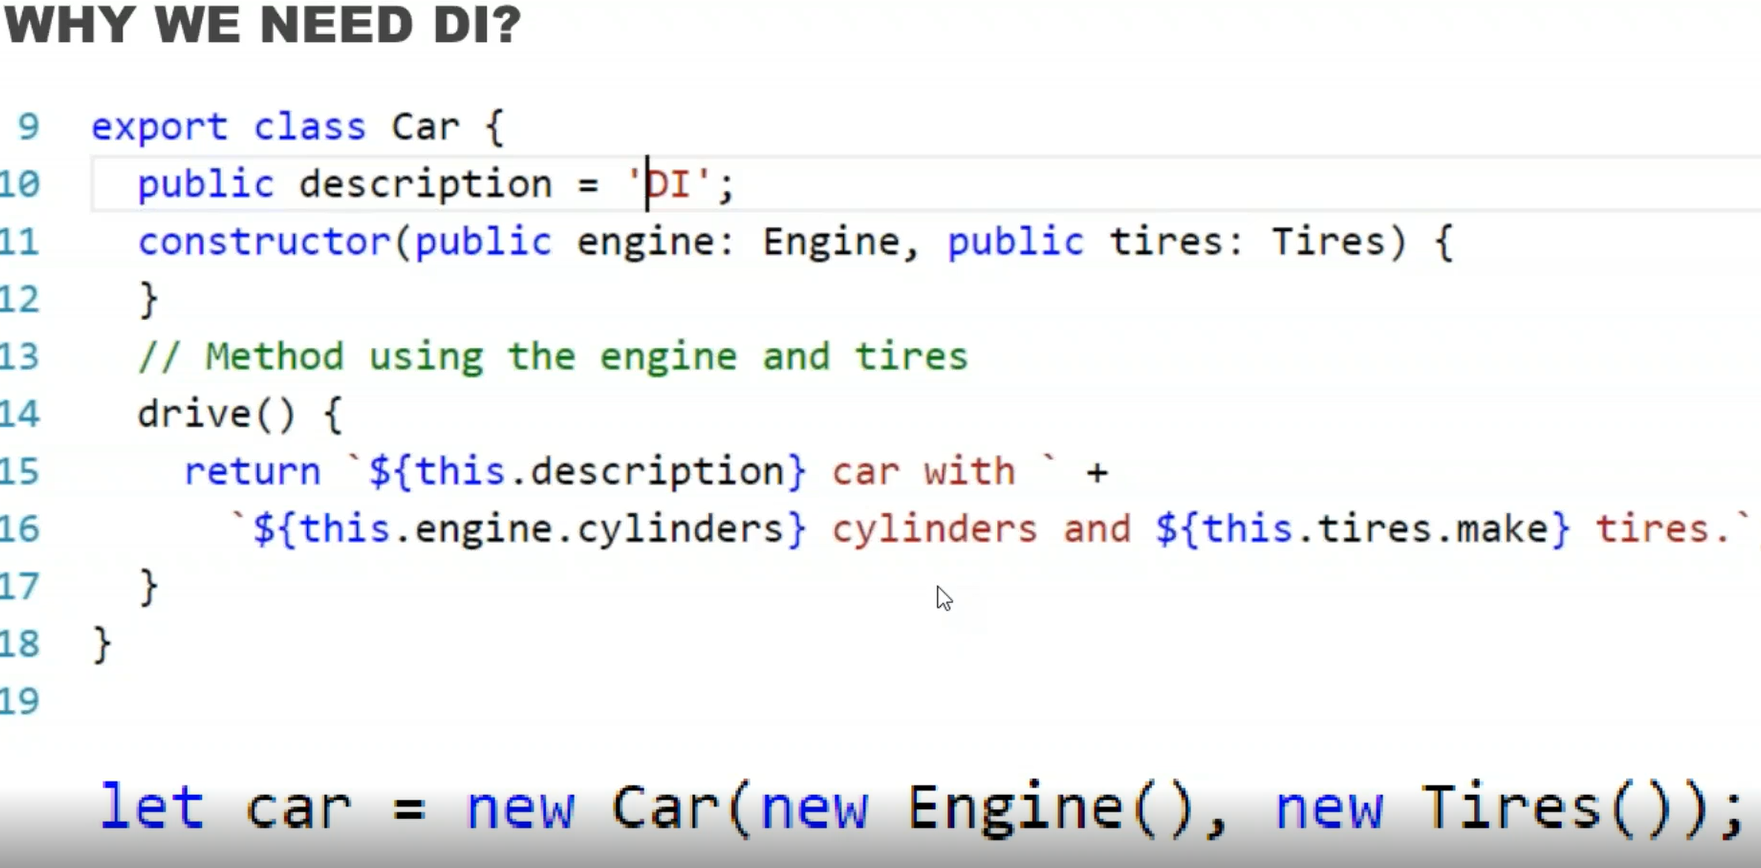 WHY WE NEED DI?
9 export class Car {
10 public description = 'DI';
11 constructor(public engine: Engine, public tires: Tires) {
12 }
13 // Method using the engine and tires
14 drive() {
15 return `${this.description} car with ` +
16 `${this.engine.cylinders} cylinders and ${this.tires.make} tires.`
17 }
18 }
19
let car = new Car(new Engine(), new Tires());